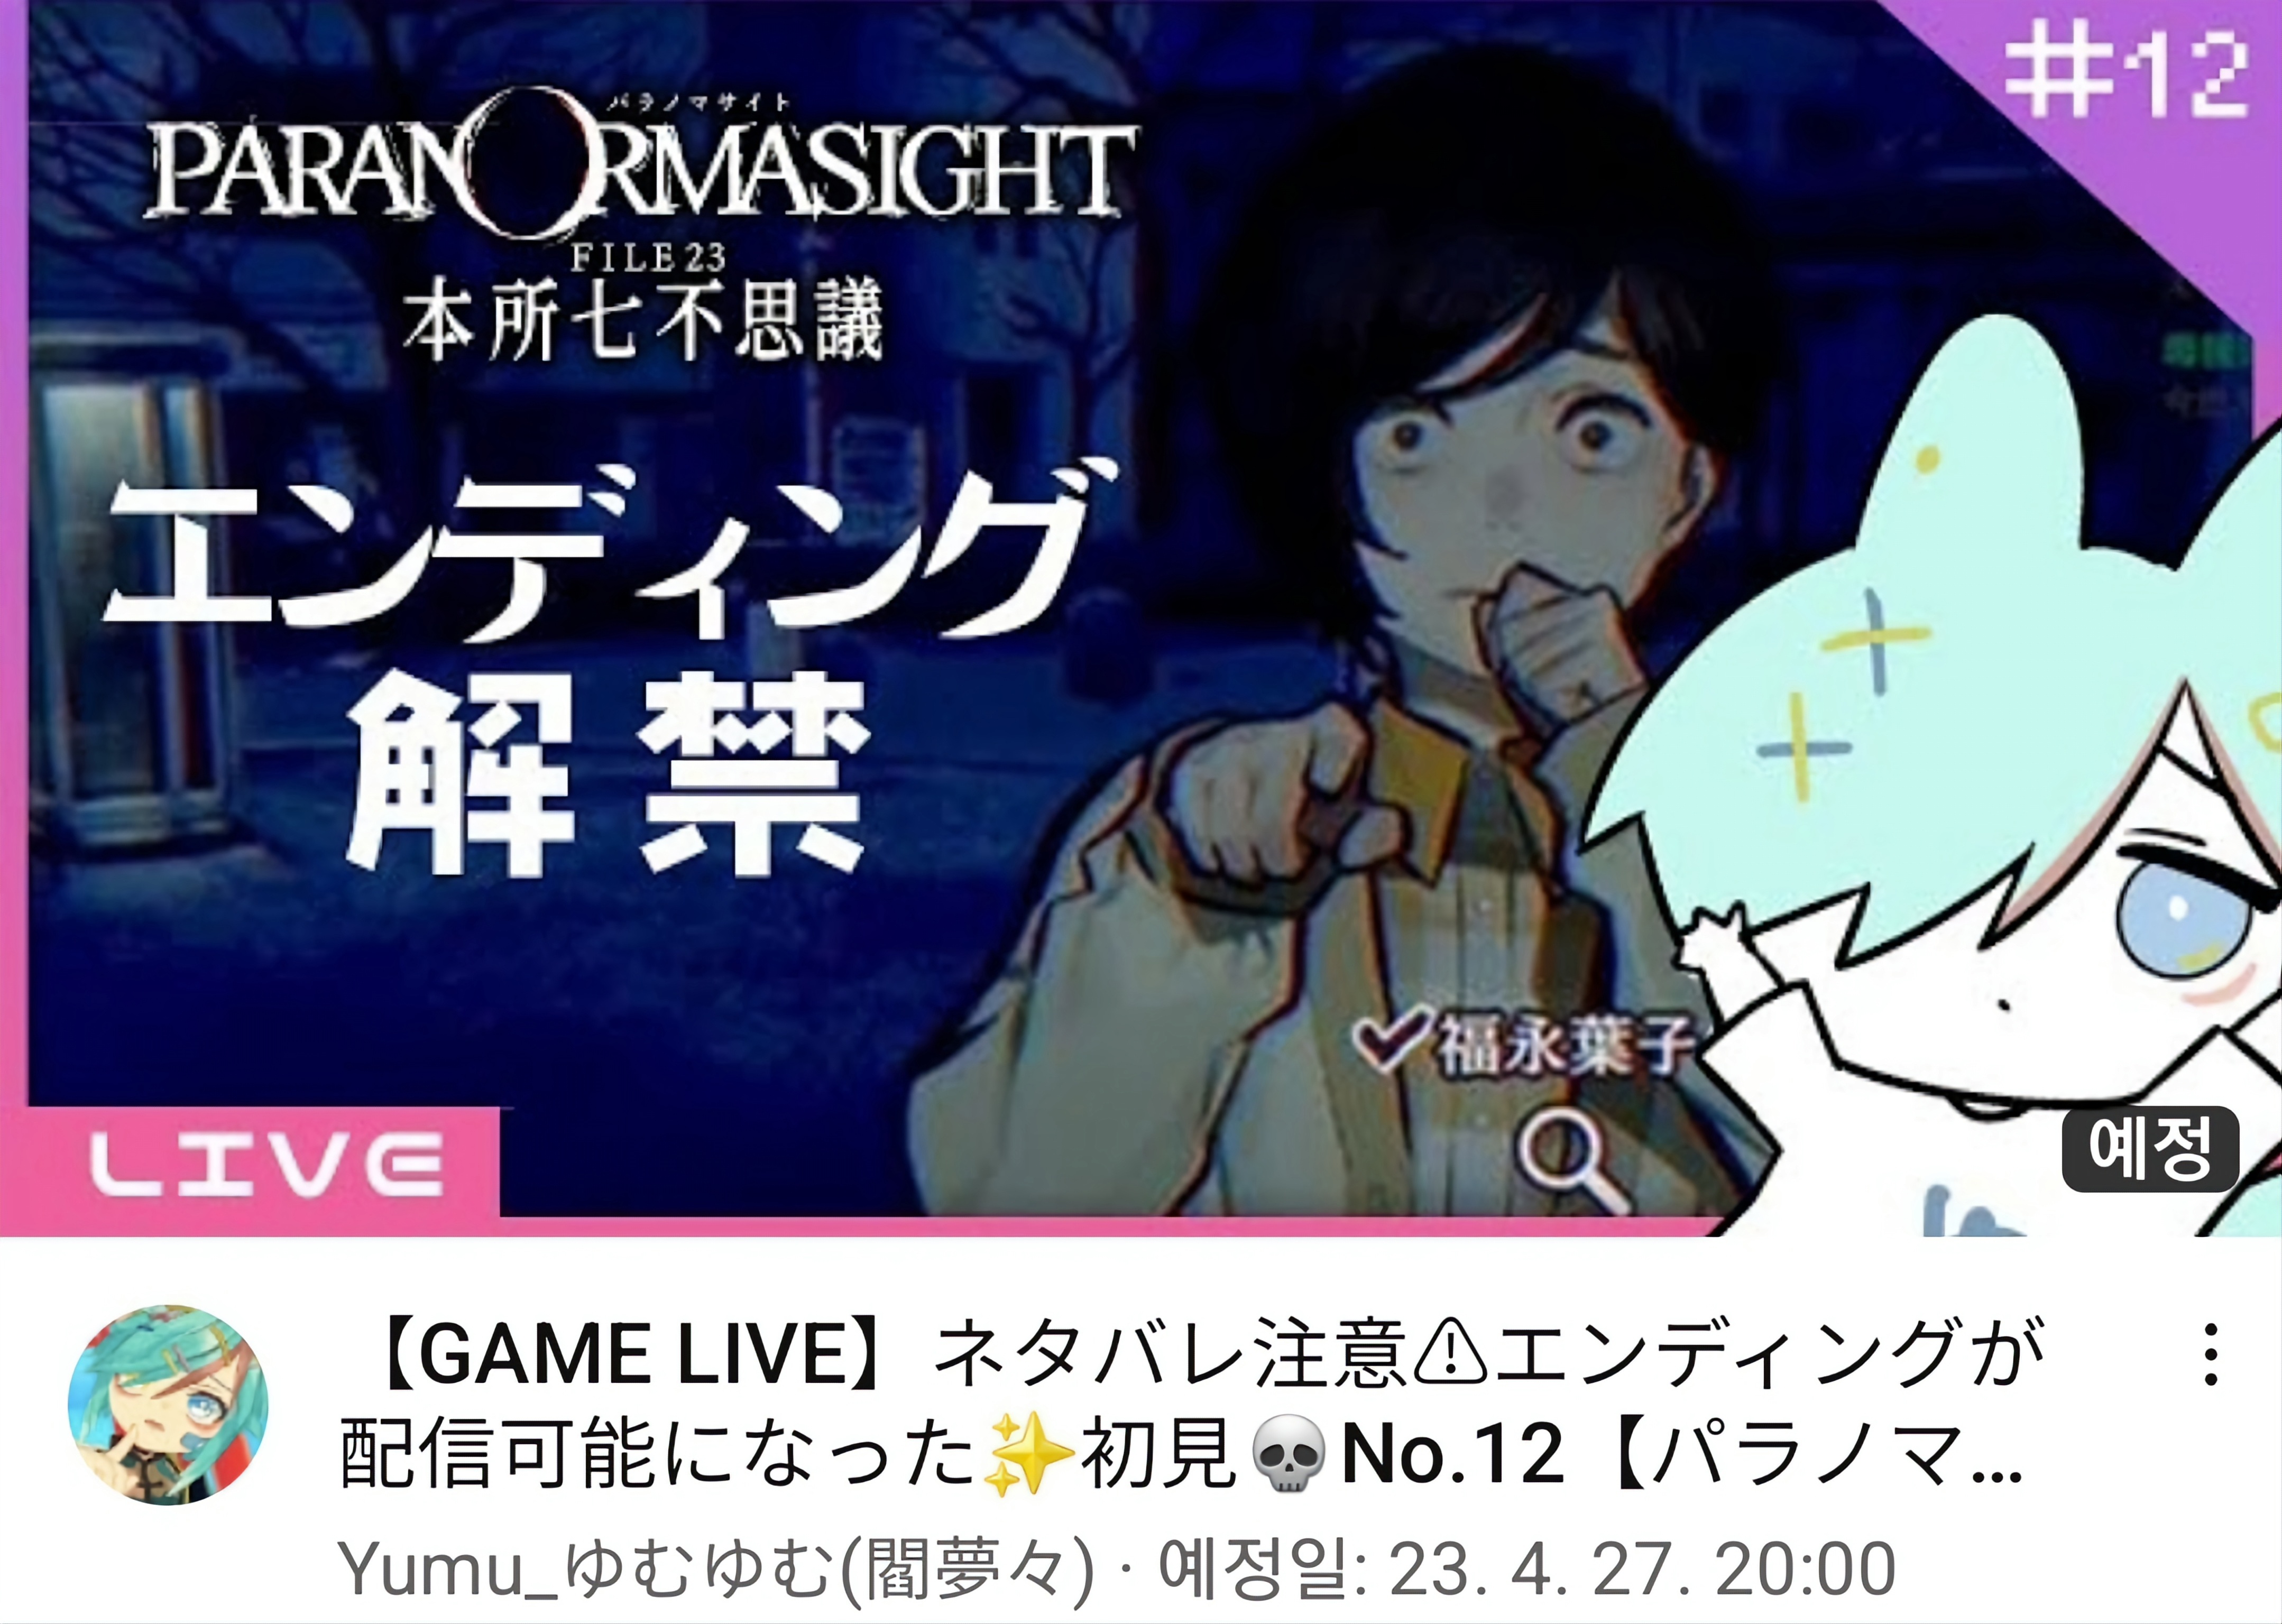 #12
パラノマサイト
PARANORMASIGHT
FILE 23
本所七不思議
エンディング
解禁
福永葉子
LIVE
예정
【GAME LIVE】ネタバレ注意⚠エンディングが
配信可能になった✨初見💀No.12【パラノマ...
Yumu_ゆむゆむ(閻夢々) · 예정일: 23. 4. 27. 20:00